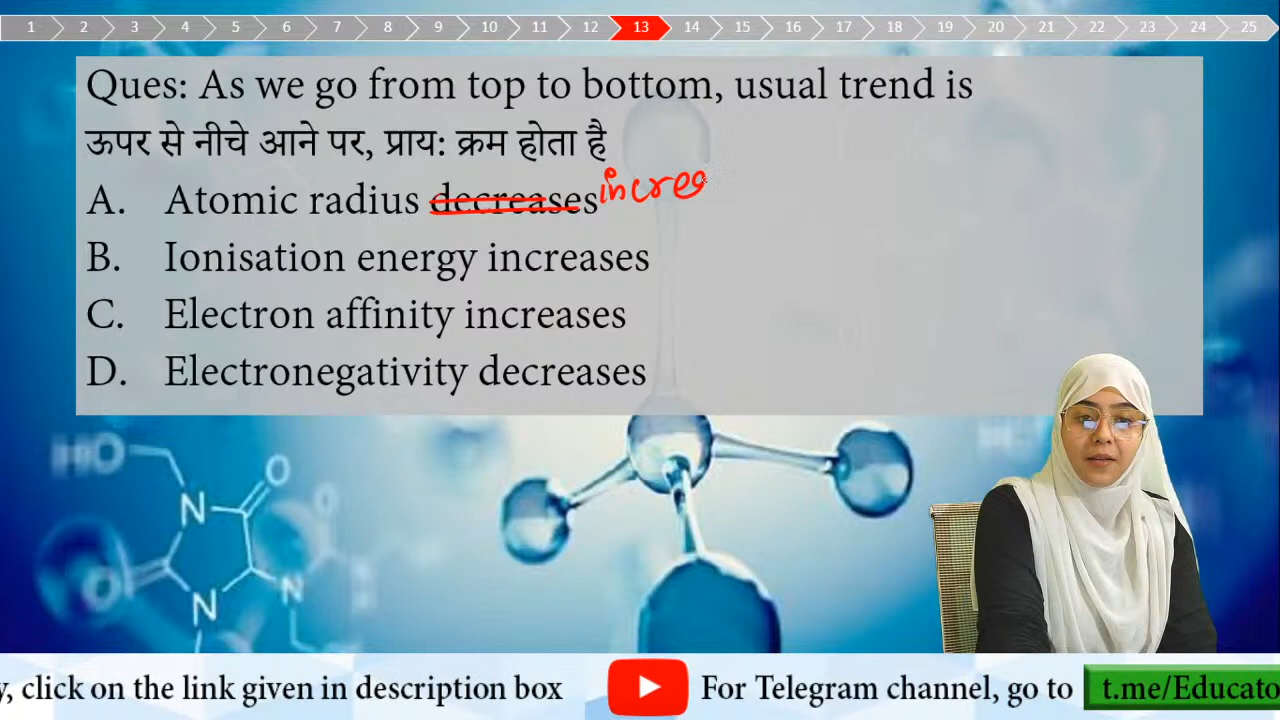 1 2 3 4 5 6 7 8 9 10 11 12 13 14 15 16 17 18 19 20 21 22 23 24 25
Ques: As we go from top to bottom, usual trend is
ऊपर से नीचे आने पर, प्राय: क्रम होता है
A. Atomic radius decreases increa
B. Ionisation energy increases
C. Electron affinity increases
D. Electronegativity decreases
HO
N
O
O
N
N
y, click on the link given in description box For Telegram channel, go to t.me/Educato